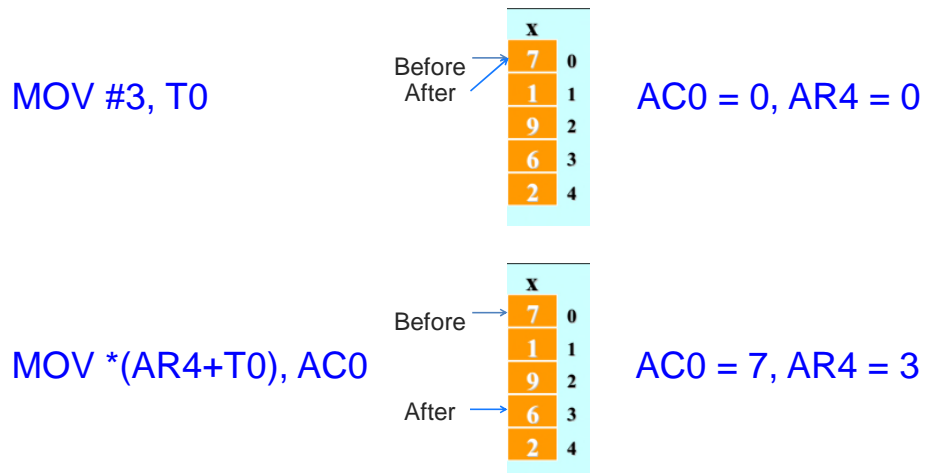 x
Before 7 0
MOV #3, T0 After 1 1 AC0 = 0, AR4 = 0
9 2
6 3
2 4
x
Before 7 0
1 1
MOV *(AR4+T0), AC0 9 2 AC0 = 7, AR4 = 3
After 6 3
2 4